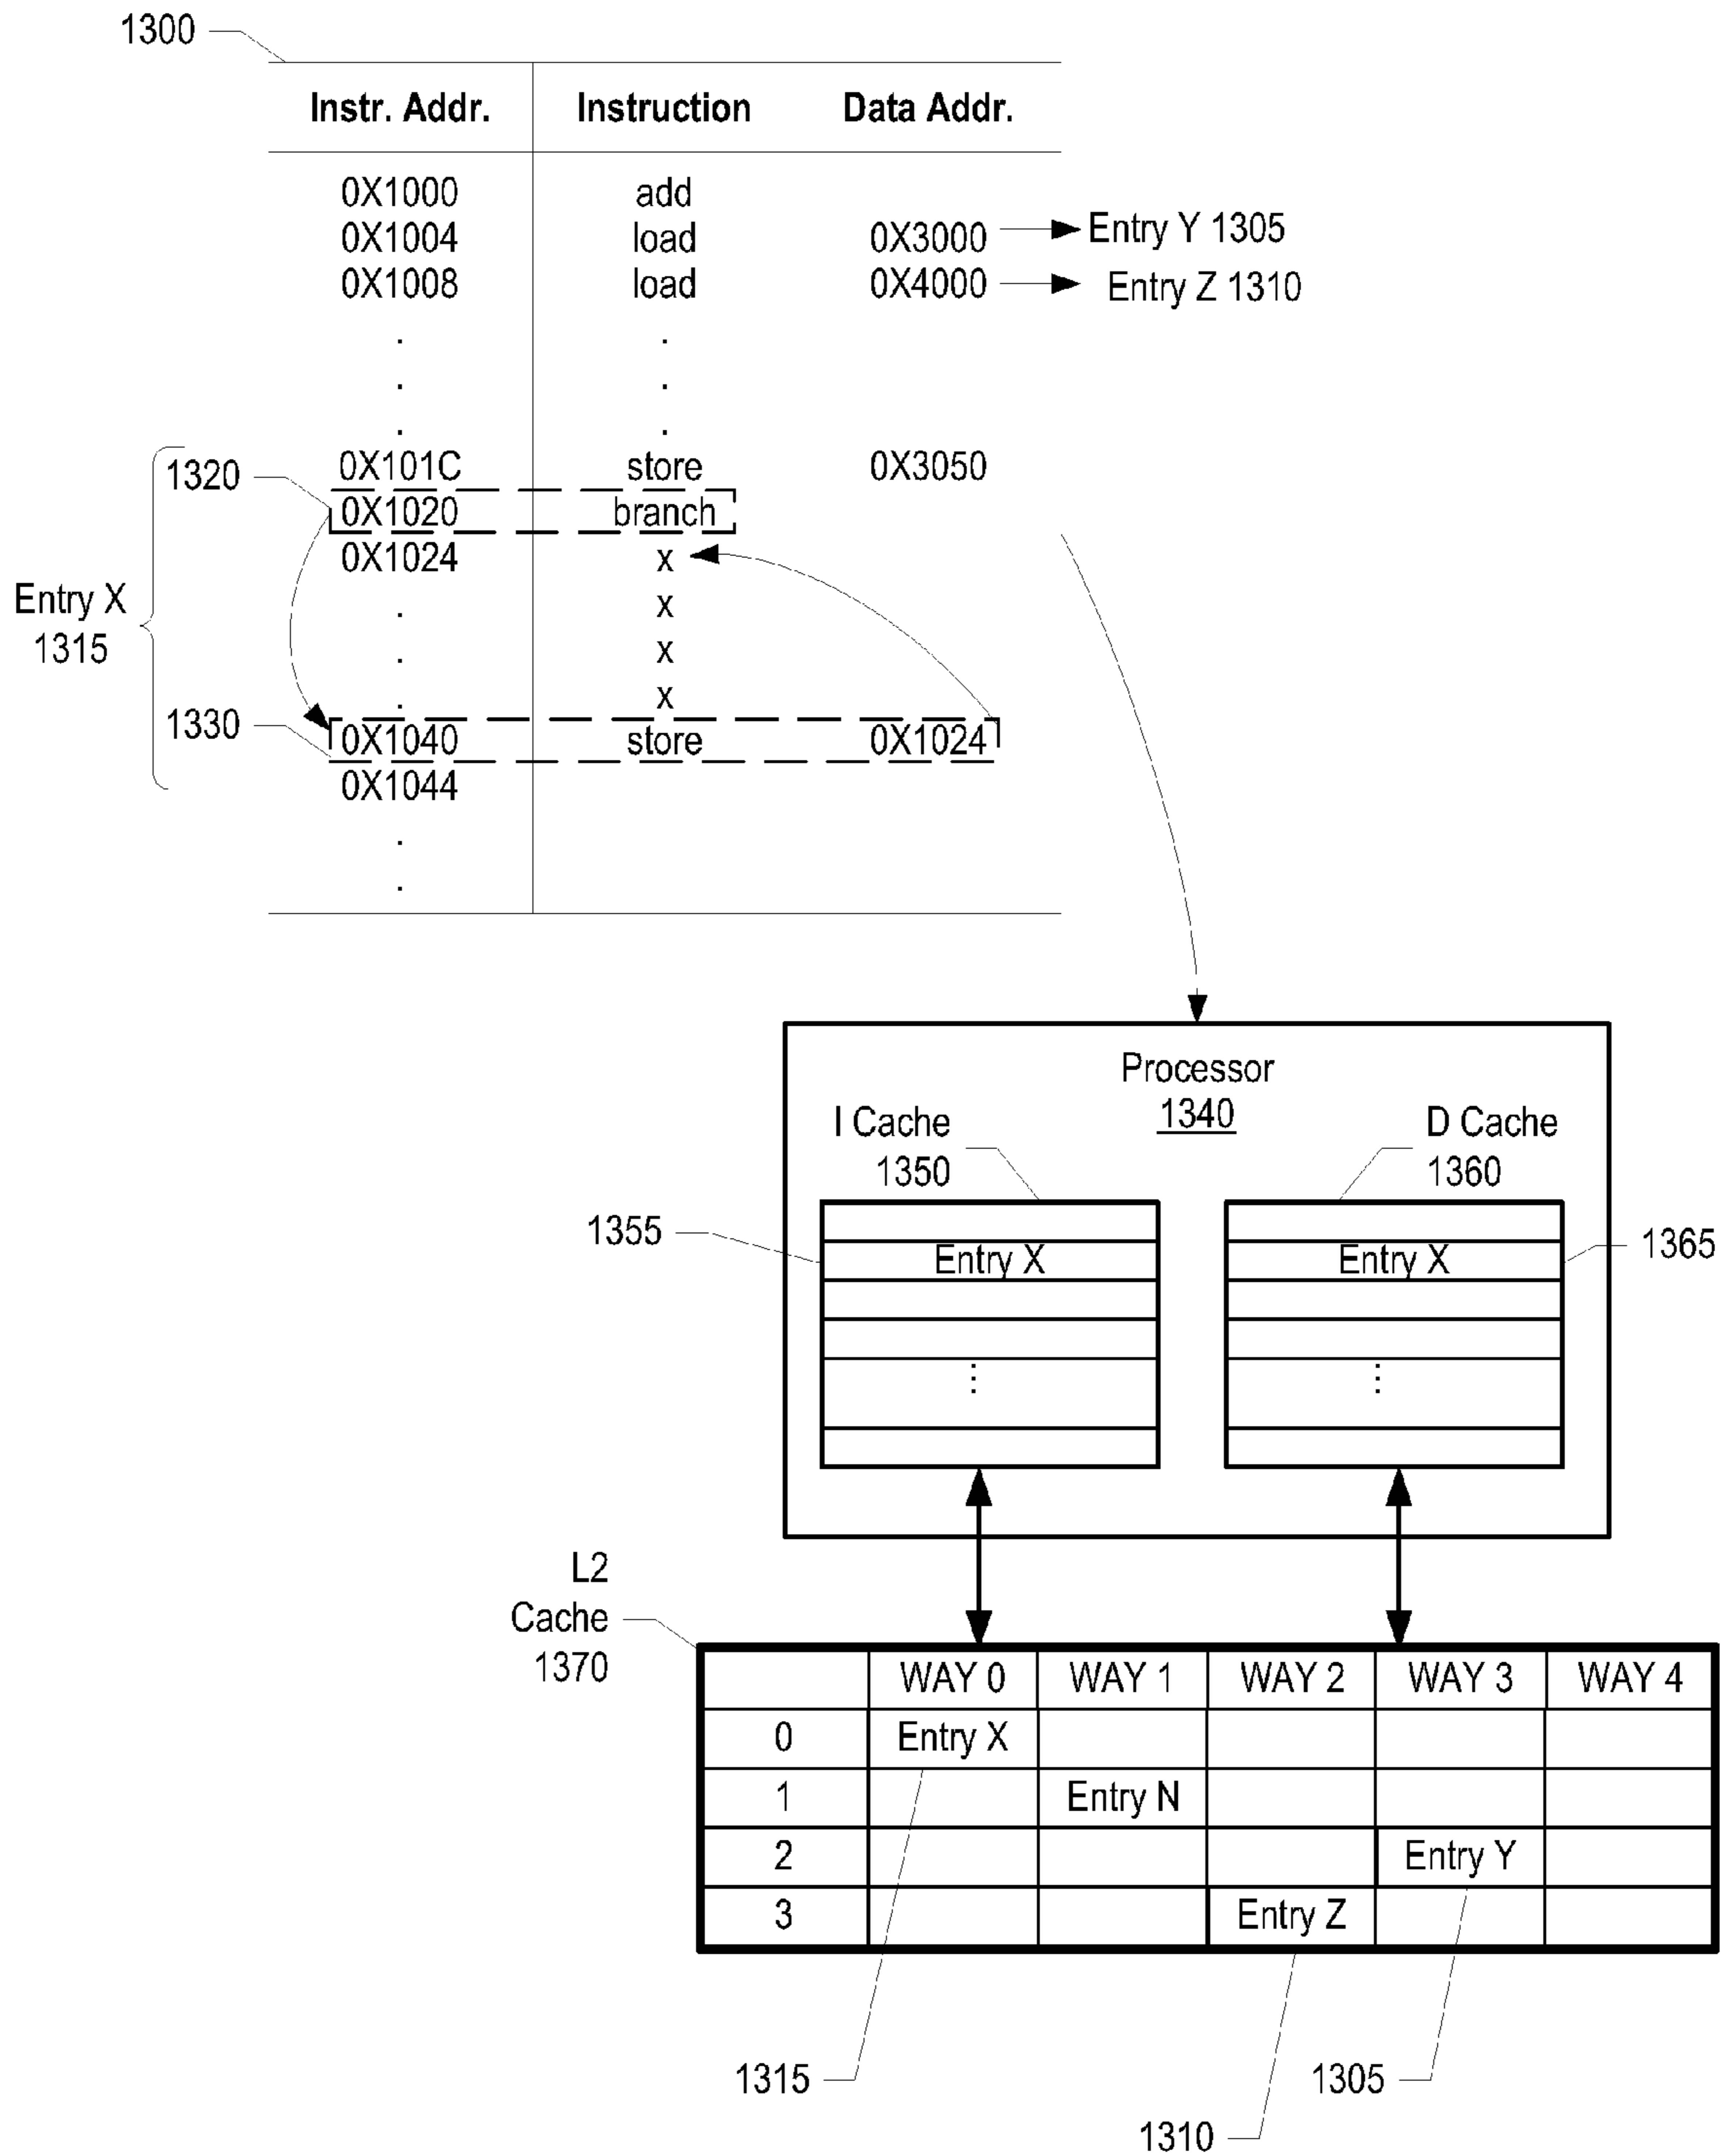 1300
Instr. Addr. Instruction Data Addr.
0X1000 add
0X1004 load 0X3000 Entry Y 1305
0X1008 load 0X4000 Entry Z 1310
. .
. .
. .
1320 0X101C store 0X3050
0X1020 branch
0X1024 x
Entry X
1315
. x
. x
. x
1330 0X1040 store 0X1024
0X1044
.
.
Processor
1340
I Cache
1350
D Cache
1360
1355 Entry X
Entry X 1365
⋮ ⋮
L2
Cache
1370
WAY 0 WAY 1 WAY 2 WAY 3 WAY 4
0 Entry X
1 Entry N
2 Entry Y
3 Entry Z
1315 1305
1310